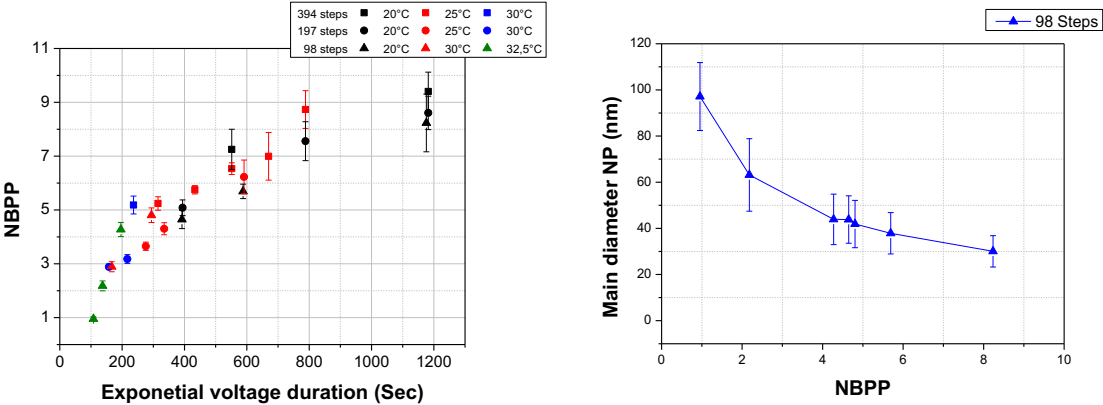 394 steps 20°C 25°C 30°C
197 steps 20°C 25°C 30°C
98 steps 20°C 30°C 32,5°C
11
9
7
5
3
1
NBPP
0 200 400 600 800 1000 1200
Exponetial voltage duration (Sec)
98 Steps
120
100
80
60
40
20
0
Main diameter NP (nm)
0 2 4 6 8 10
NBPP